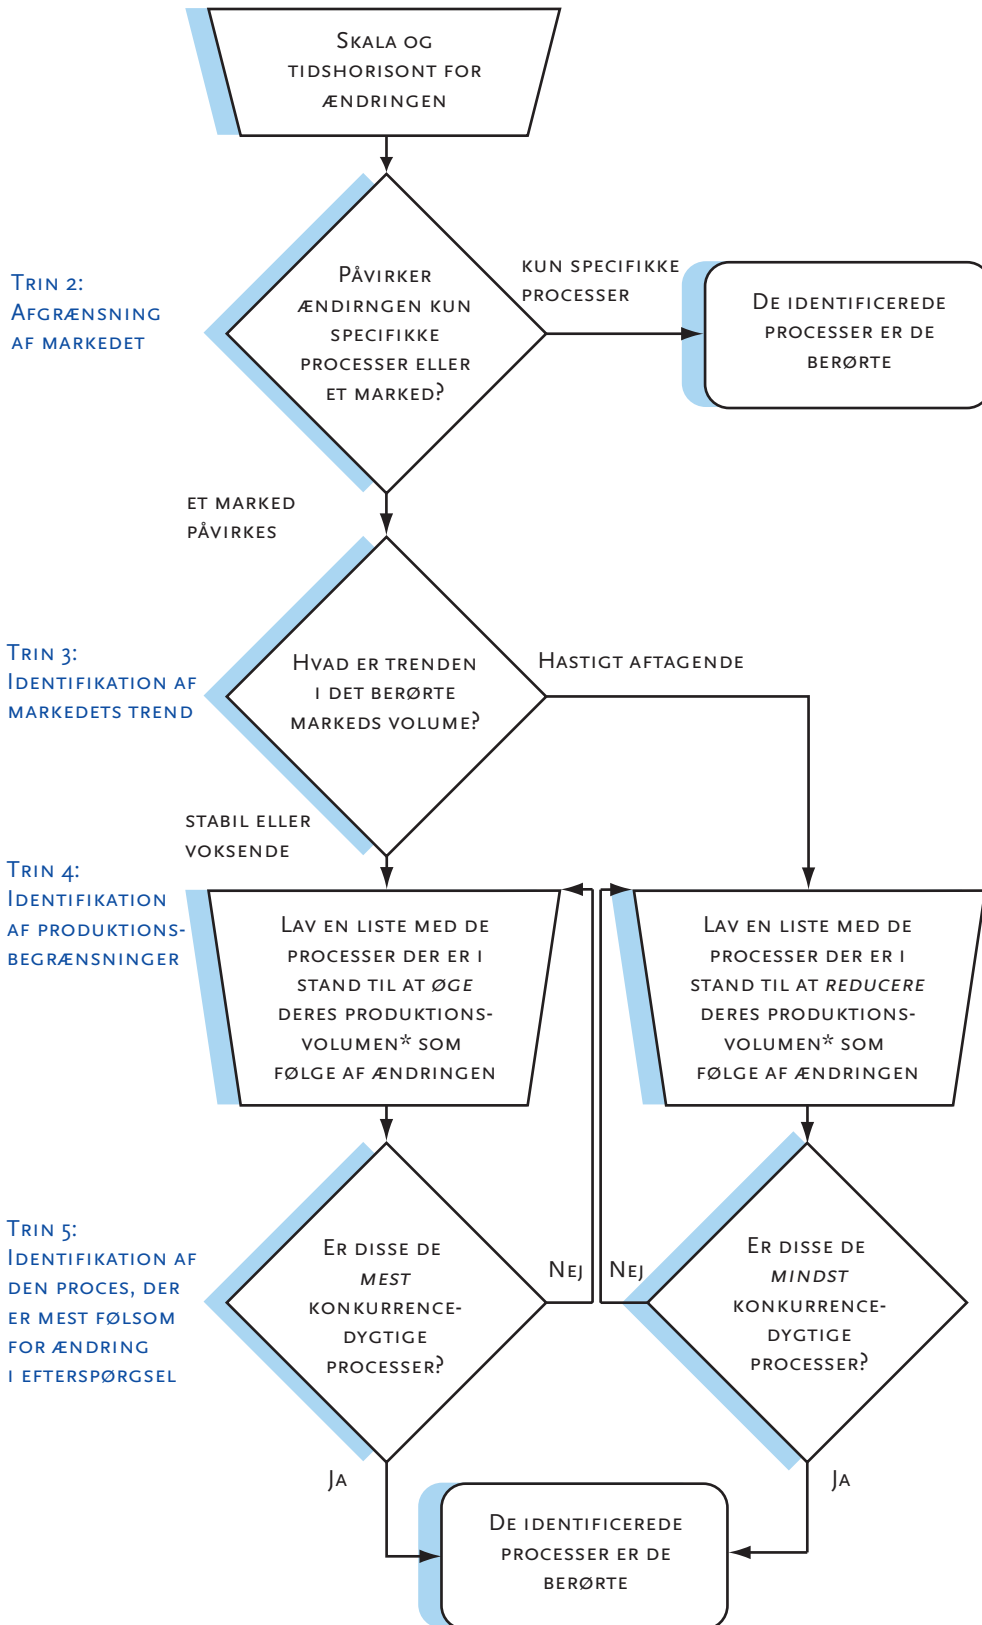 Skala og
tidshorisont for
ændringen
Trin 2:
Afgrænsning
af markedet
Påvirker
ændirngen kun
specifikke
processer eller
et marked?
kun specifikke
processer
De identificerede
processer er de
berørte
et marked
påvirkes
Trin 3:
Identifikation af
markedets trend
Hvad er trenden
i det berørte
markeds volume?
Hastigt aftagende
stabil eller
voksende
Trin 4:
Identifikation
af produktions-
begrænsninger
Lav en liste med de
processer der er i
stand til at øge
deres produktions-
volumen* som
følge af ændringen
Lav en liste med de
processer der er i
stand til at reducere
deres produktions-
volumen* som
følge af ændringen
Trin 5:
Identifikation af
den proces, der
er mest følsom
for ændring
i efterspørgsel
Er disse de
mest
konkurrence-
dygtige
processer?
Nej
Nej
Er disse de
mindst
konkurrence-
dygtige
processer?
Ja
Ja
De identificerede
processer er de
berørte